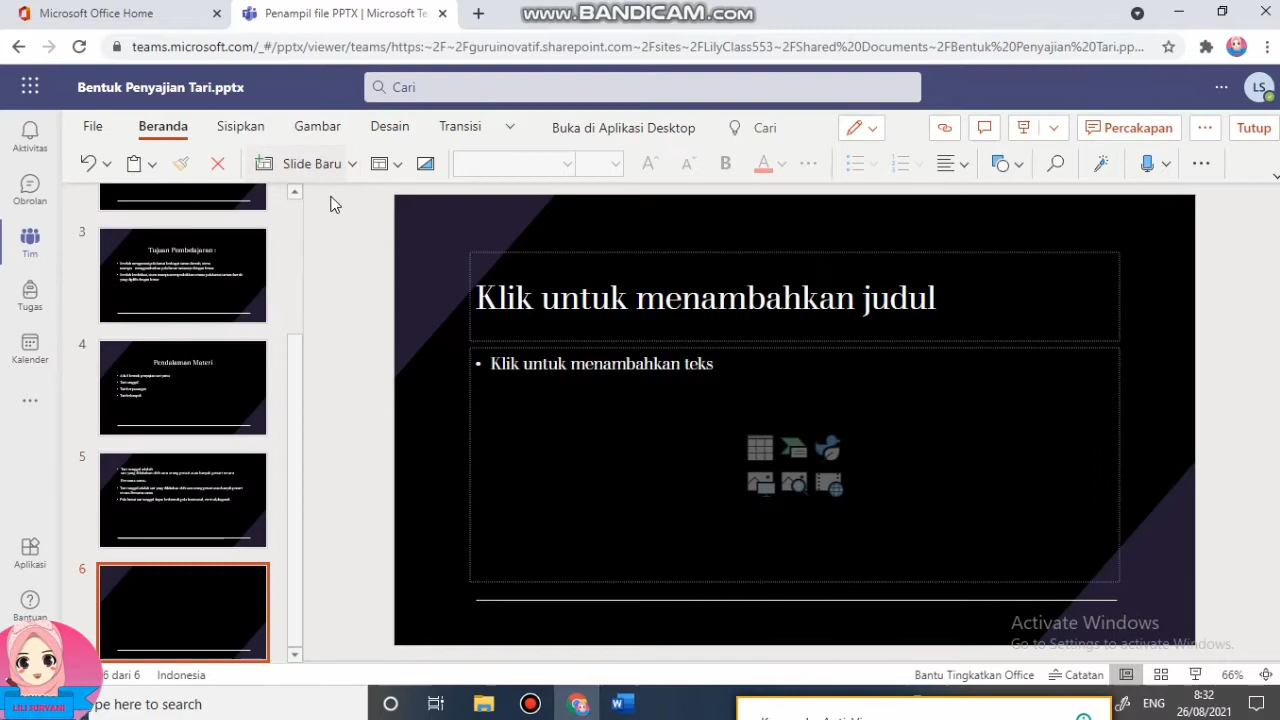 Microsoft Office Home
Penampil file PPTX | Microsoft Te
www.BANDICAM.com
teams.microsoft.com/_#/pptx/viewer/teams/https:~2F~2Fguruinovatif.sharepoint.com~2Fsites~2FLilyClass553~2FShared%20Documents~2FBentuk%20Penyajian%20Tari.pp...
Bentuk Penyajian Tari.pptx
Cari
LS
Aktivitas
Obrolan
Tim
Tugas
Kalender
Aplikasi
Bantuan
File
Beranda
Sisipkan
Gambar
Desain
Transisi
Buka di Aplikasi Desktop
Cari
Percakapan
Tutup
Slide Baru
B
A
3
Tujuan Pembelajaran :
4
Pendalaman Materi
5
6
Klik untuk menambahkan judul
• Klik untuk menambahkan teks
Activate Windows
Go to Settings to activate Windows.
6 dari 6
Indonesia
Bantu Tingkatkan Office
Catatan
66%
LILI SURYANI
pe here to search
ENG
8:32
26/08/2021